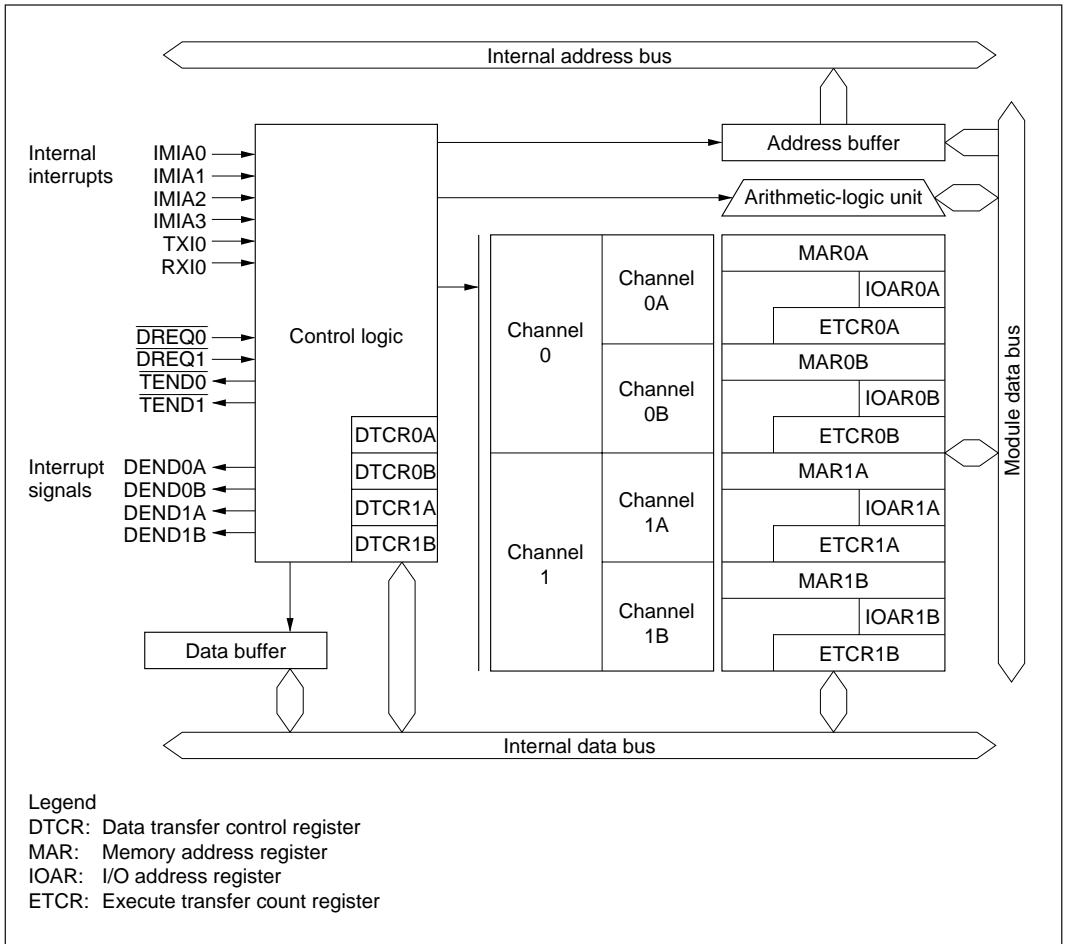 Internal address bus
Internal interrupts
IMIA0
IMIA1
IMIA2
IMIA3
TXI0
RXI0
DREQ0
DREQ1
TEND0
TEND1
Interrupt signals
DEND0A
DEND0B
DEND1A
DEND1B
Control logic
DTCR0A
DTCR0B
DTCR1A
DTCR1B
Data buffer
Address buffer
Arithmetic-logic unit
Channel 0
Channel 0A
Channel 0B
Channel 1
Channel 1A
Channel 1B
MAR0A
IOAR0A
ETCR0A
MAR0B
IOAR0B
ETCR0B
MAR1A
IOAR1A
ETCR1A
MAR1B
IOAR1B
ETCR1B
Module data bus
Internal data bus
Legend
DTCR: Data transfer control register
MAR: Memory address register
IOAR: I/O address register
ETCR: Execute transfer count register